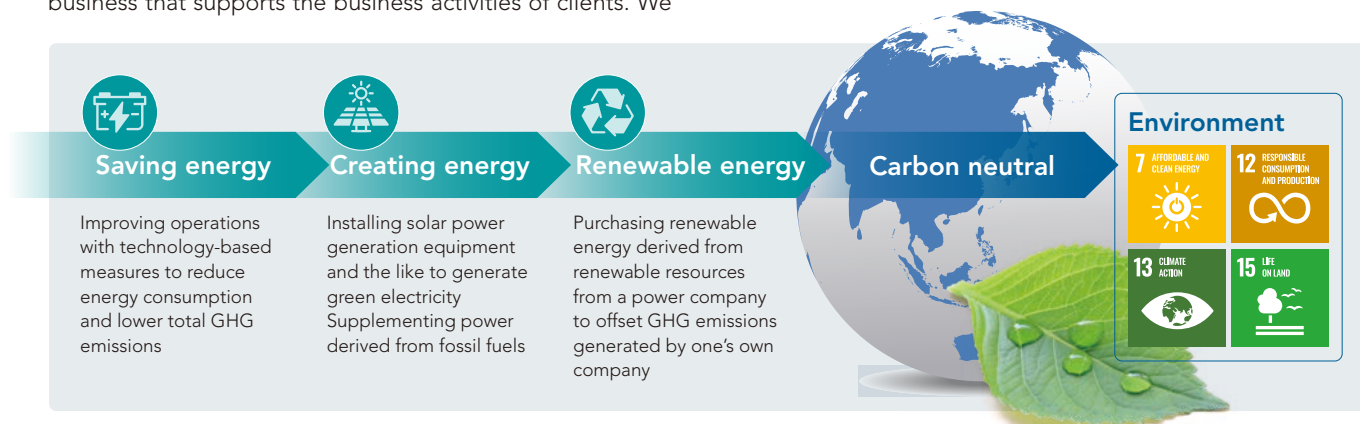 business that supports the business activities of clients. We
Saving energy
Improving operations
with technology-based
measures to reduce
energy consumption
and lower total GHG
emissions
Creating energy
Installing solar power
generation equipment
and the like to generate
green electricity
Supplementing power
derived from fossil fuels
Renewable energy
Purchasing renewable
energy derived from
renewable resources
from a power company
to offset GHG emissions
generated by one’s own
company
Carbon neutral
Environment
7 AFFORDABLE AND
CLEAN ENERGY
12 RESPONSIBLE
CONSUMPTION
AND PRODUCTION
13 CLIMATE
ACTION
15 LIFE
ON LAND